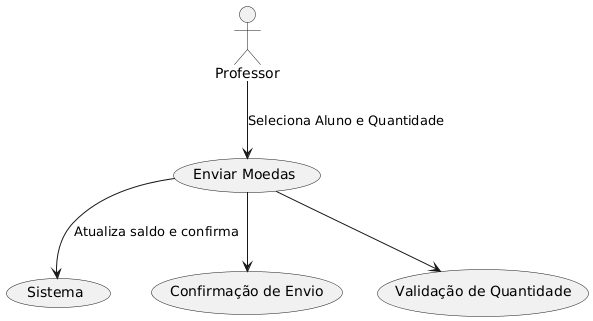 Professor
Seleciona Aluno e Quantidade
Enviar Moedas
Atualiza saldo e confirma
Sistema
Confirmação de Envio
Validação de Quantidade